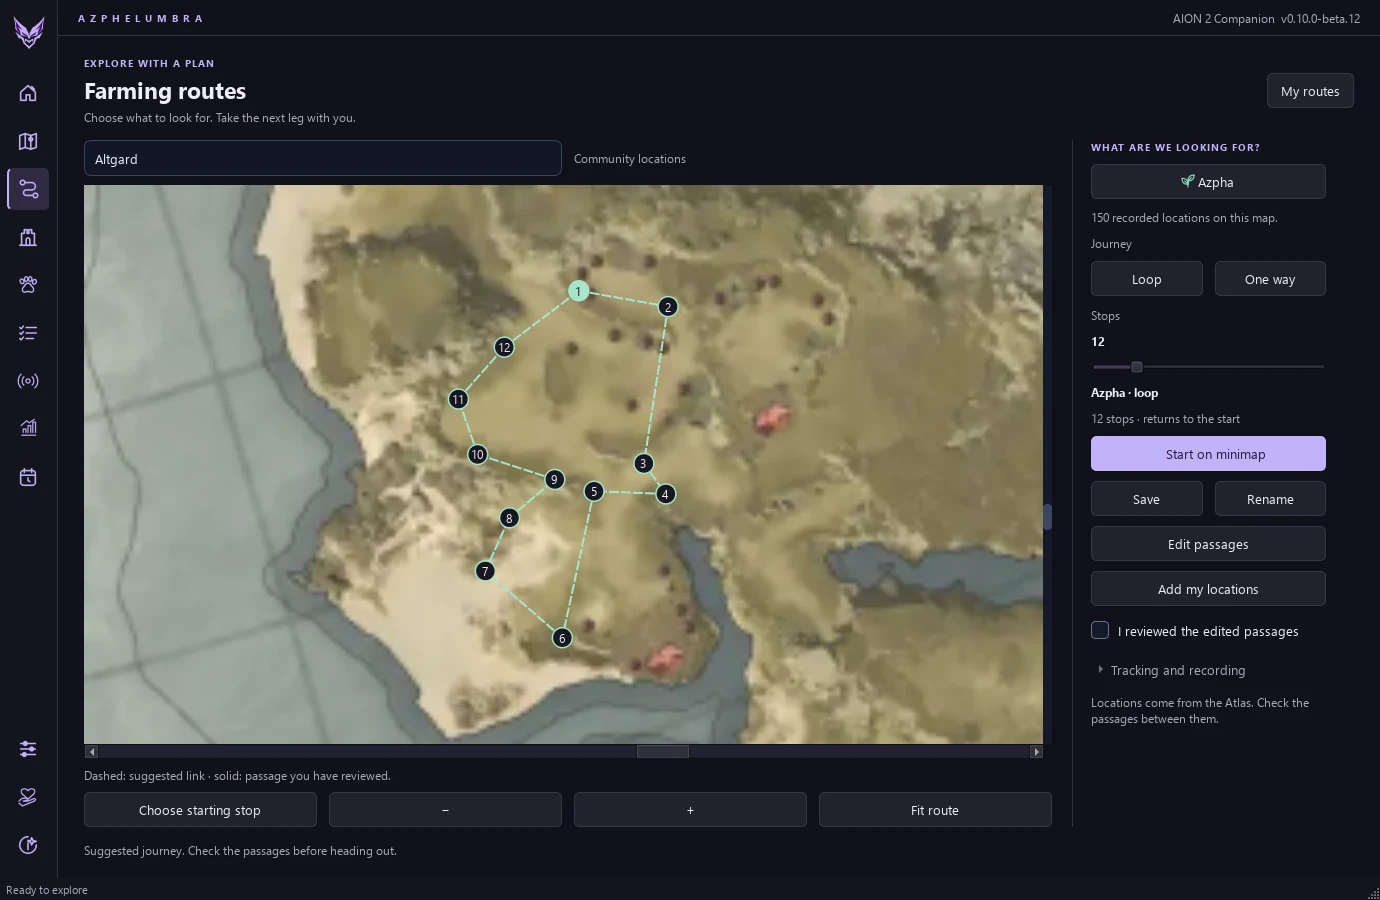 AZPHELUMBRA
AION 2 Companion v0.10.0-beta.12
EXPLORE WITH A PLAN
Farming routes
Choose what to look for. Take the next leg with you.
My routes
Altgard
Community locations
WHAT ARE WE LOOKING FOR?
Azpha
150 recorded locations on this map.
Journey
Loop
One way
Stops
12
Azpha · loop
12 stops · returns to the start
Start on minimap
Save
Rename
Edit passages
Add my locations
I reviewed the edited passages
Tracking and recording
Locations come from the Atlas. Check the
passages between them.
1
2
12
11
10
3
9
5
4
8
7
6
Dashed: suggested link · solid: passage you have reviewed.
Choose starting stop
−
+
Fit route
Suggested journey. Check the passages before heading out.
Ready to explore